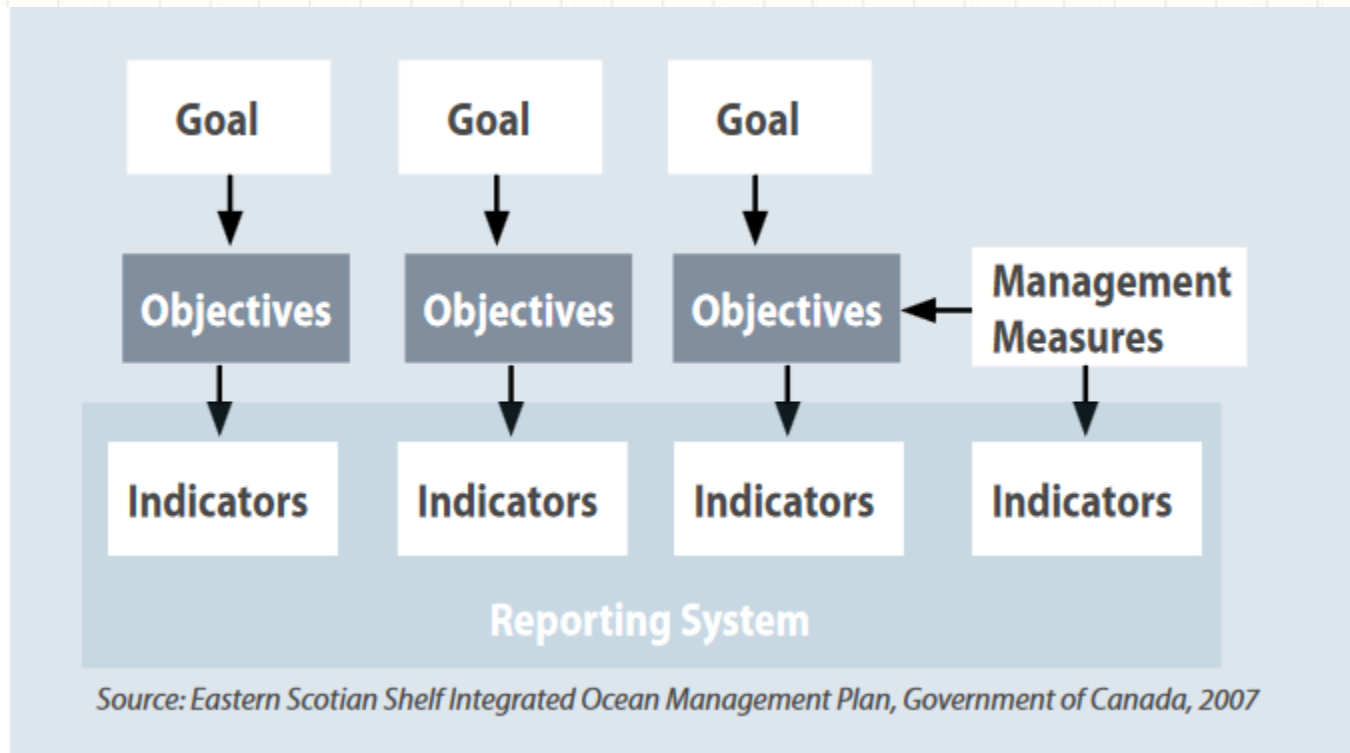 Goal
Goal
Goal
Objectives
Objectives
Objectives
Management
Measures
Indicators
Indicators
Indicators
Indicators
Reporting System
Source: Eastern Scotian Shelf Integrated Ocean Management Plan, Government of Canada, 2007